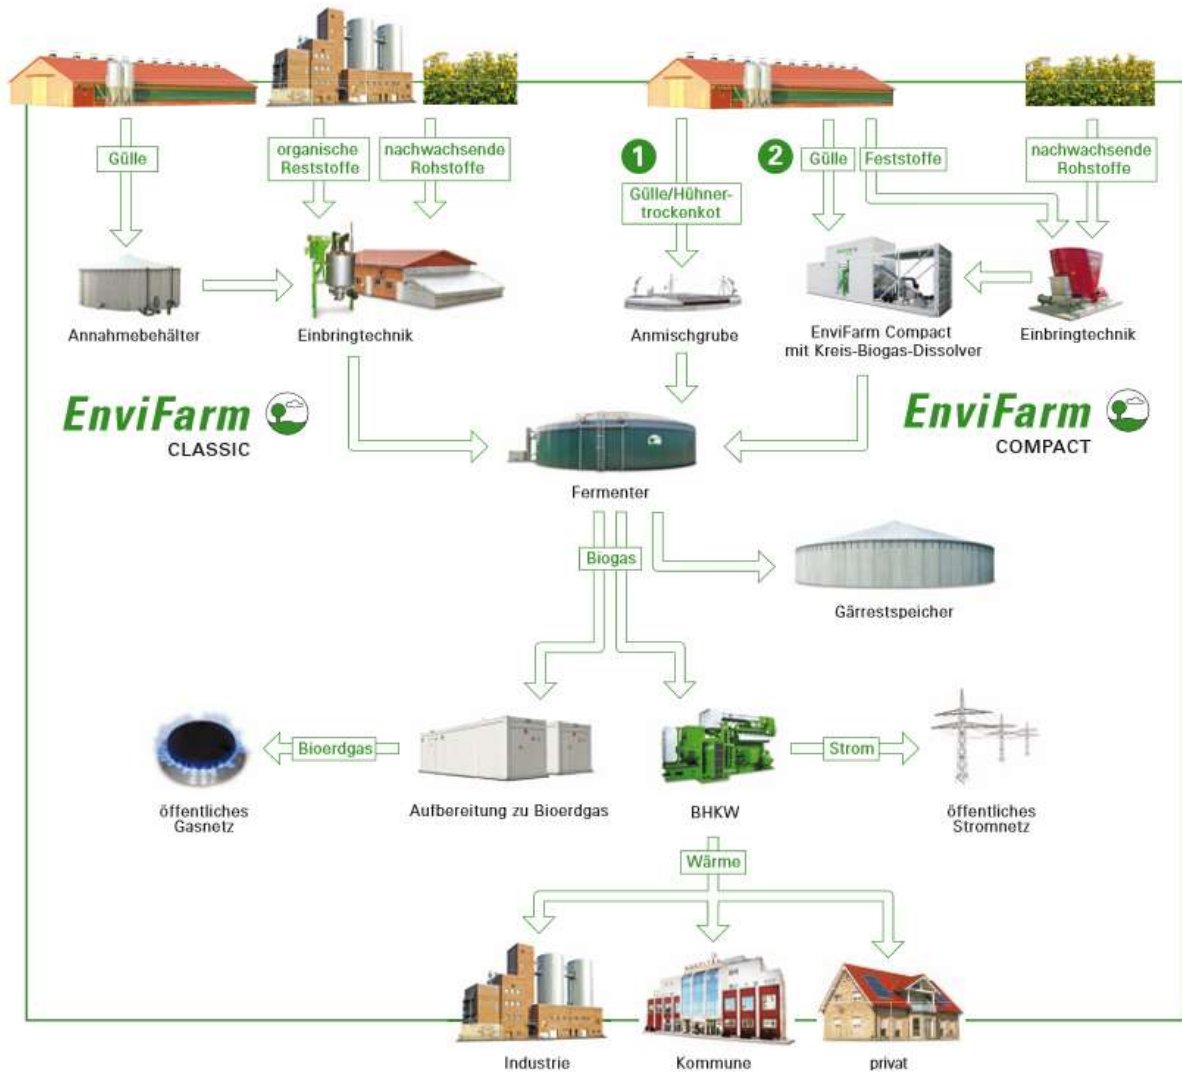 Gülle
organische
Reststoffe
nachwachsende
Rohstoffe
1
Gülle/Hühner-
trockenkot
2
Gülle
Feststoffe
nachwachsende
Rohstoffe
Annahmebehälter
Einbringtechnik
Anmischgrube
EnviFarm Compact
mit Kreis-Biogas-Dissolver
Einbringtechnik
EnviFarm
CLASSIC
EnviFarm
COMPACT
Fermenter
Biogas
Gärrestspeicher
Bioerdgas
Strom
öffentliches
Gasnetz
Aufbereitung zu Bioerdgas
BHKW
öffentliches
Stromnetz
Wärme
Industrie
Kommune
privat